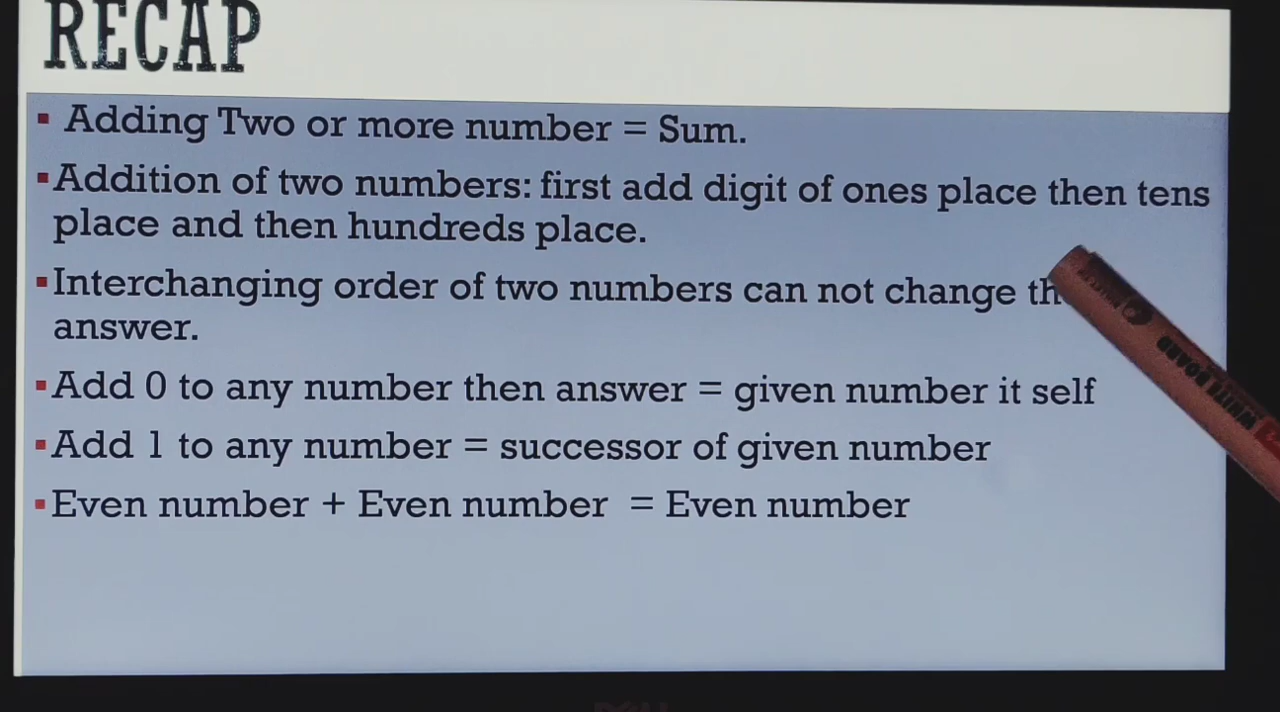 RECAP
▪ Adding Two or more number = Sum.
▪Addition of two numbers: first add digit of ones place then tens
place and then hundreds place.
▪Interchanging order of two numbers can not change th
answer.
▪Add 0 to any number then answer = given number it self
▪Add 1 to any number = successor of given number
▪Even number + Even number = Even number
WHITE BOARD